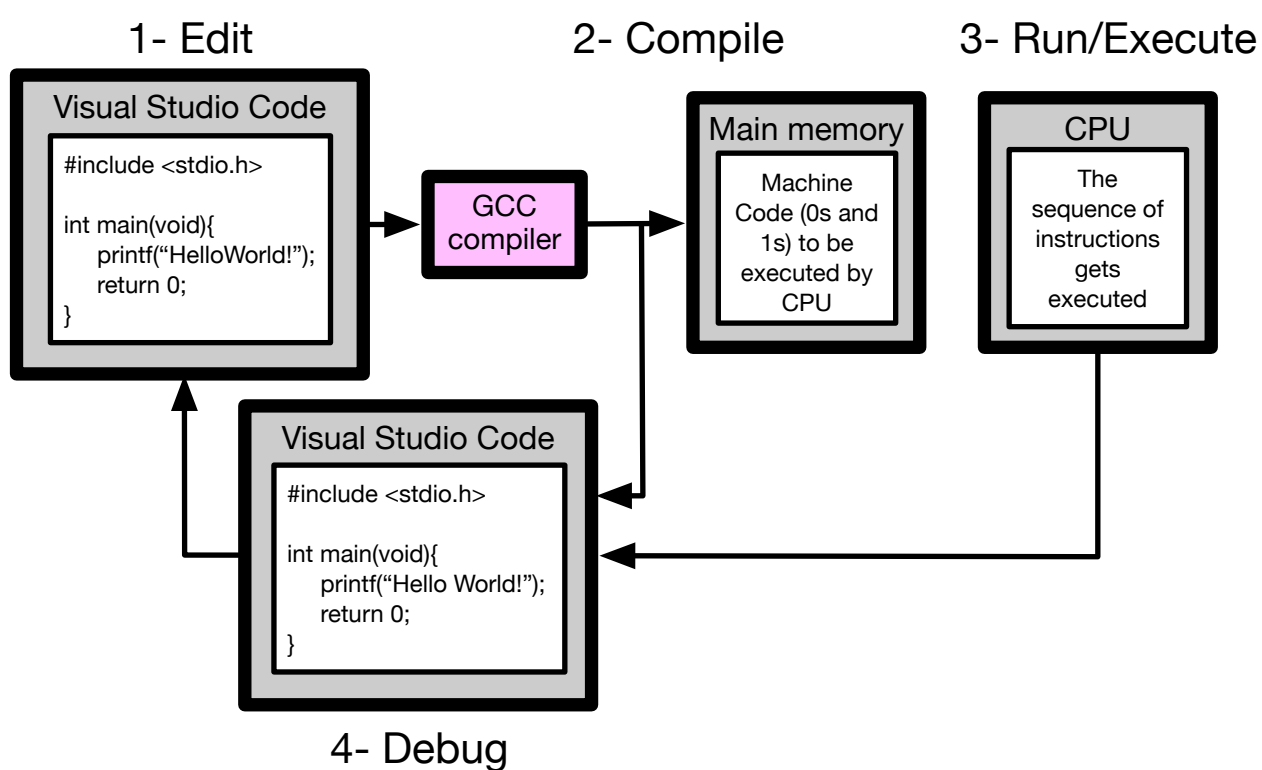 1- Edit
2- Compile
3- Run/Execute
Visual Studio Code
#include <stdio.h>
int main(void){
printf(“HelloWorld!”);
return 0;
}
GCC
compiler
Main memory
Machine
Code (0s and
1s) to be
executed by
CPU
CPU
The
sequence of
instructions
gets
executed
Visual Studio Code
#include <stdio.h>
int main(void){
printf(“Hello World!”);
return 0;
}
4- Debug